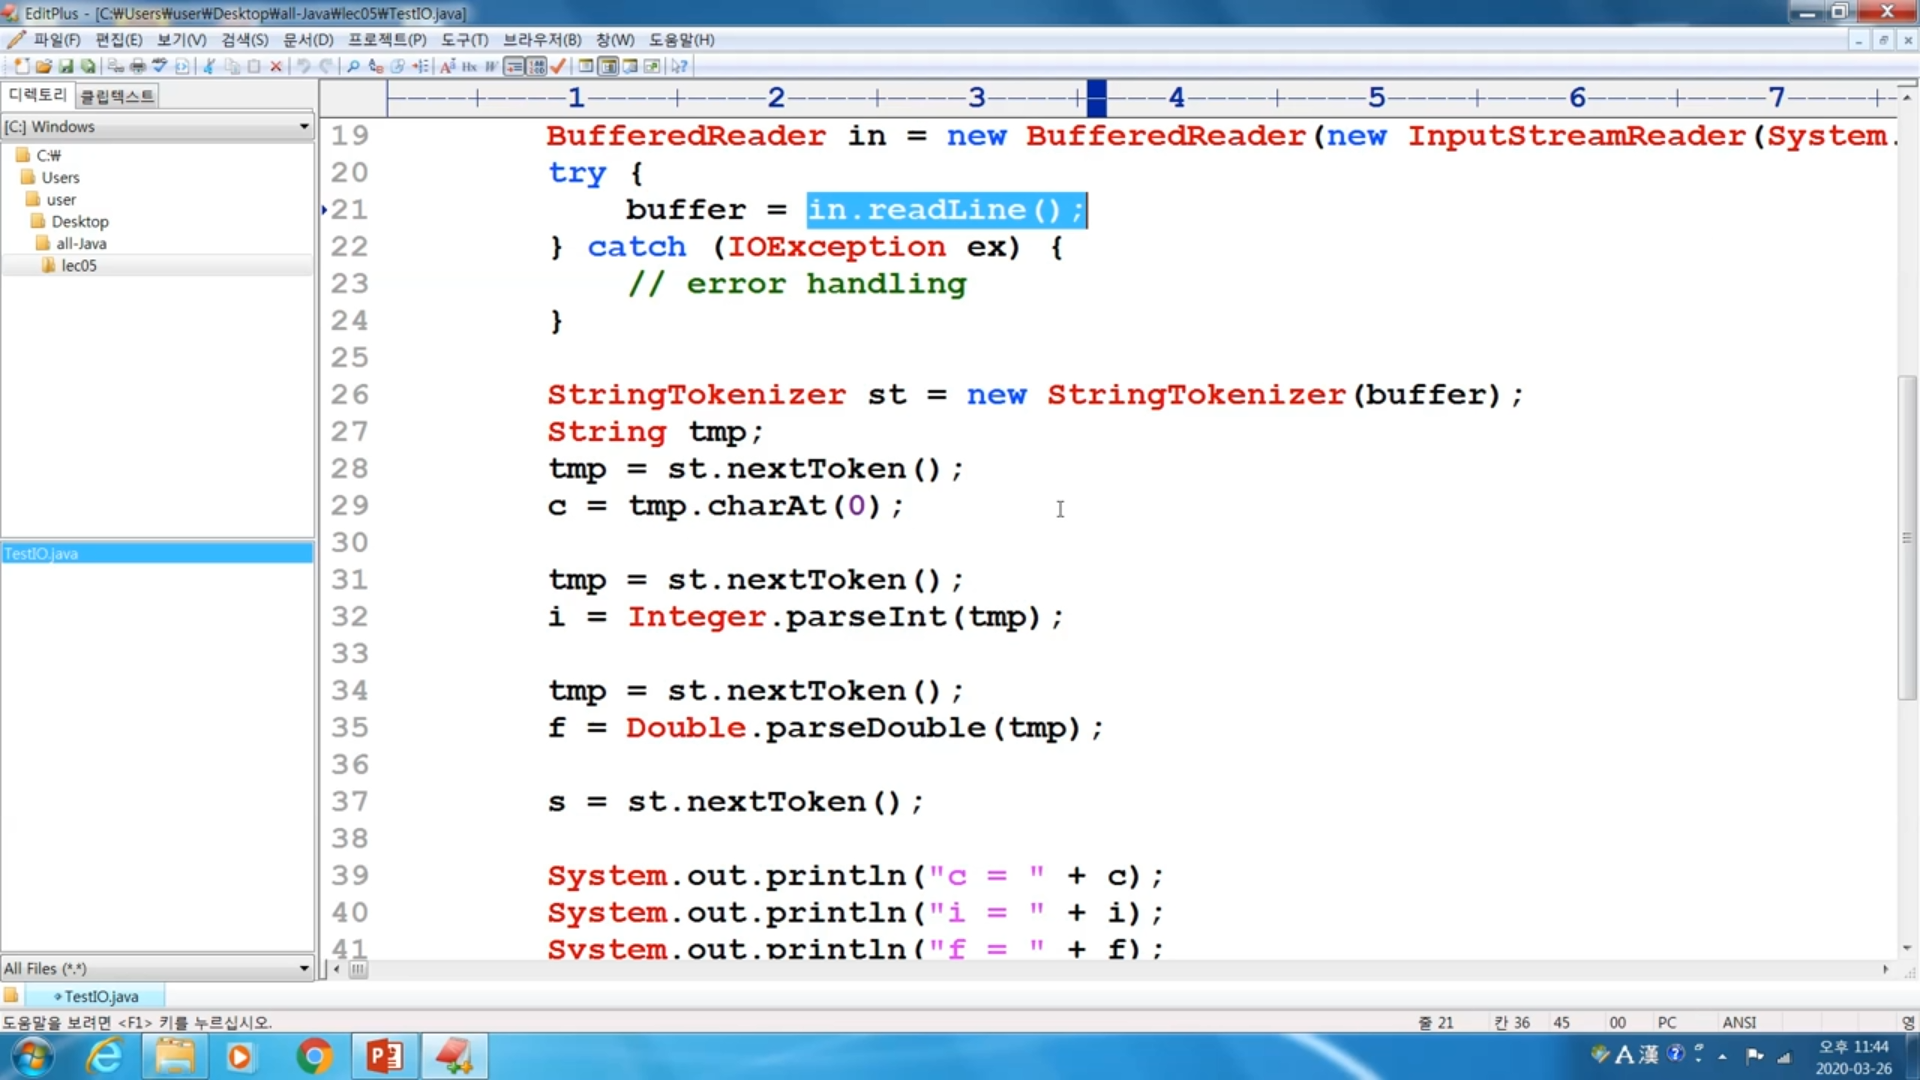 EditPlus - [C:₩Users₩user₩Desktop₩all-Java₩lec05₩TestIO.java]
파일(F) 편집(E) 보기(V) 검색(S) 문서(D) 프로젝트(P) 도구(T) 브라우저(B) 창(W) 도움말(H)
디렉토리 클립텍스트
[C:] Windows
C:₩
Users
user
Desktop
all-Java
lec05
TestIO.java
All Files (*.*)
1 2 3 4 5 6 7
19 BufferedReader in = new BufferedReader(new InputStreamReader(System.
20 try {
21 buffer = in.readLine();
22 } catch (IOException ex) {
23 // error handling
24 }
25
26 StringTokenizer st = new StringTokenizer(buffer);
27 String tmp;
28 tmp = st.nextToken();
29 c = tmp.charAt(0);
30
31 tmp = st.nextToken();
32 i = Integer.parseInt(tmp);
33
34 tmp = st.nextToken();
35 f = Double.parseDouble(tmp);
36
37 s = st.nextToken();
38
39 System.out.println("c = " + c);
40 System.out.println("i = " + i);
41 System.out.println("f = " + f);
TestIO.java
도움말을 보려면 <F1> 키를 누르십시오.
줄 21 칸 36 45 00 PC ANSI 영
A 漢
오후 11:44
2020-03-26